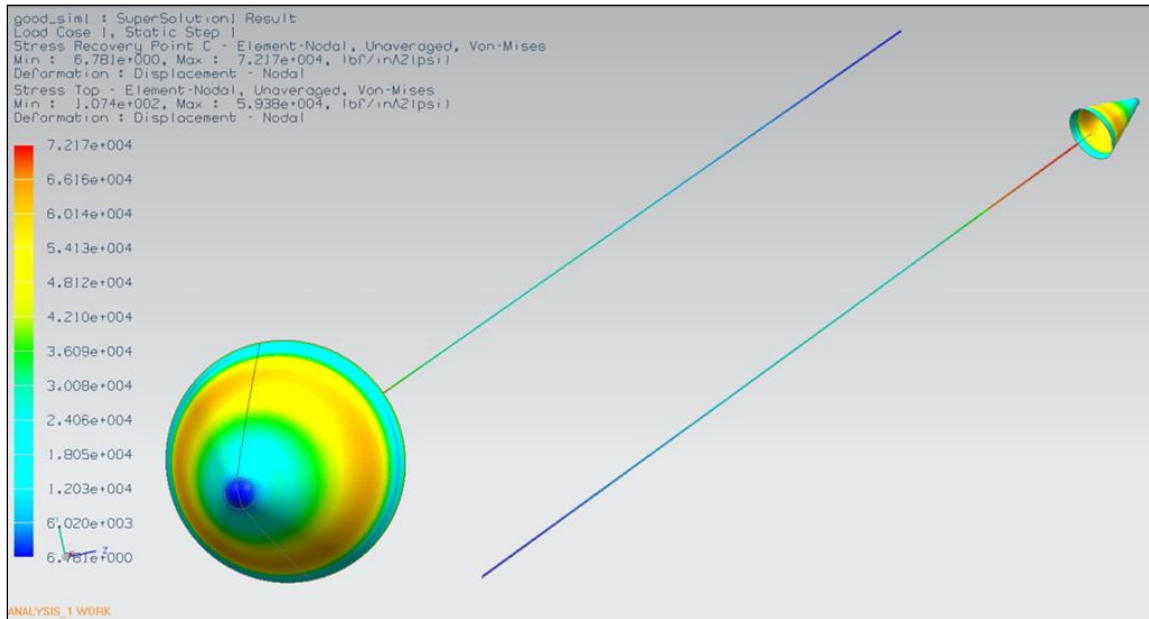 good_sim1 : SuperSolution1 Result
Load Case 1, Static Step 1
Stress Recovery Point C - Element-Nodal, Unaveraged, Von-Mises
Min : 6.781e+000, Max : 7.217e+004, lbf/in^2(psi)
Deformation : Displacement - Nodal
Stress Top - Element-Nodal, Unaveraged, Von-Mises
Min : 1.074e+002, Max : 5.938e+004, lbf/in^2(psi)
Deformation : Displacement - Nodal
7.217e+004
6.616e+004
6.014e+004
5.413e+004
4.812e+004
4.210e+004
3.609e+004
3.008e+004
2.406e+004
1.805e+004
1.203e+004
6.020e+003
6.781e+000
Z
ANALYSIS_1 WORK